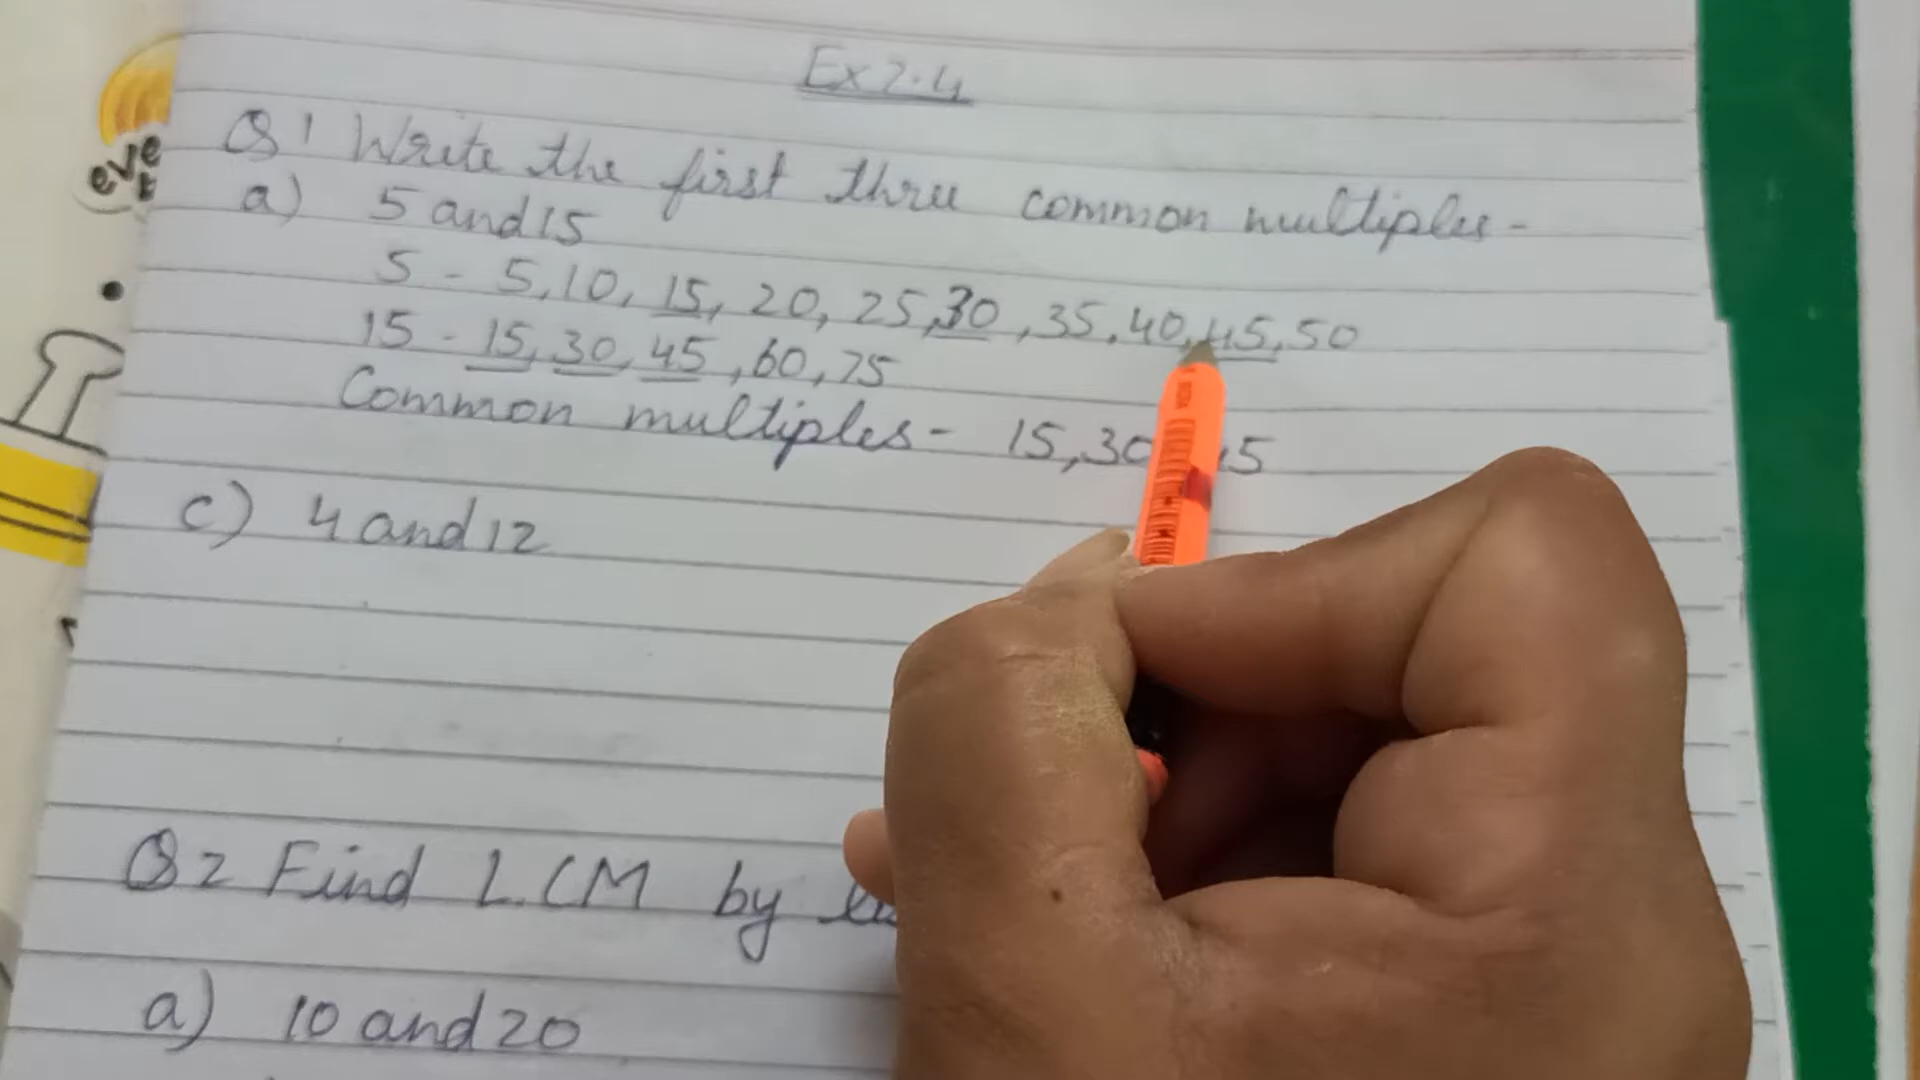 Ex 2.4
Q1 Write the first three common multiples -
a) 5 and 15
5 - 5, 10, 15, 20, 25, 30, 35, 40, 45, 50
15 - 15, 30, 45, 60, 75
Common multiples - 15, 30 5
c) 4 and 12
Q2 Find L.CM by
a) 10 and 20
eve